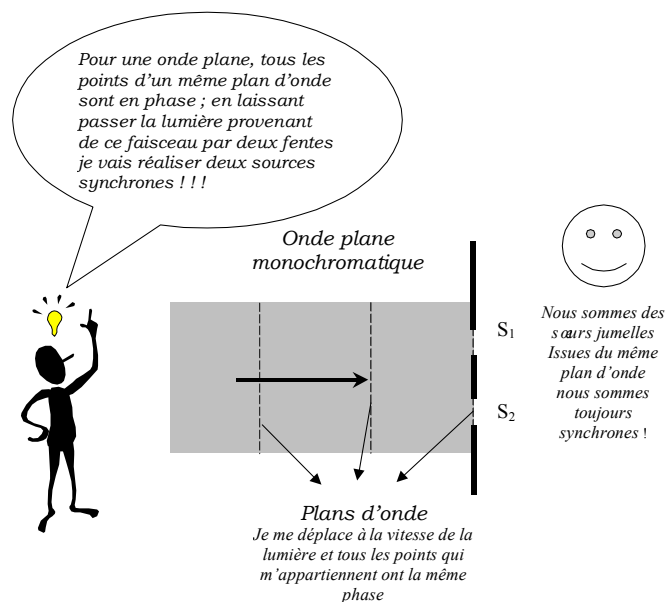 Pour une onde plane, tous les
points d'un même plan d'onde
sont en phase ; en laissant
passer la lumière provenant
de ce faisceau par deux fentes
je vais réaliser deux sources
synchrones ! ! !
Onde plane
monochromatique
S1
S2
Nous sommes des
sœurs jumelles
Issues du même
plan d'onde
nous sommes
toujours
synchrones !
Plans d'onde
Je me déplace à la vitesse de la
lumière et tous les points qui
m'appartiennent ont la même
phase